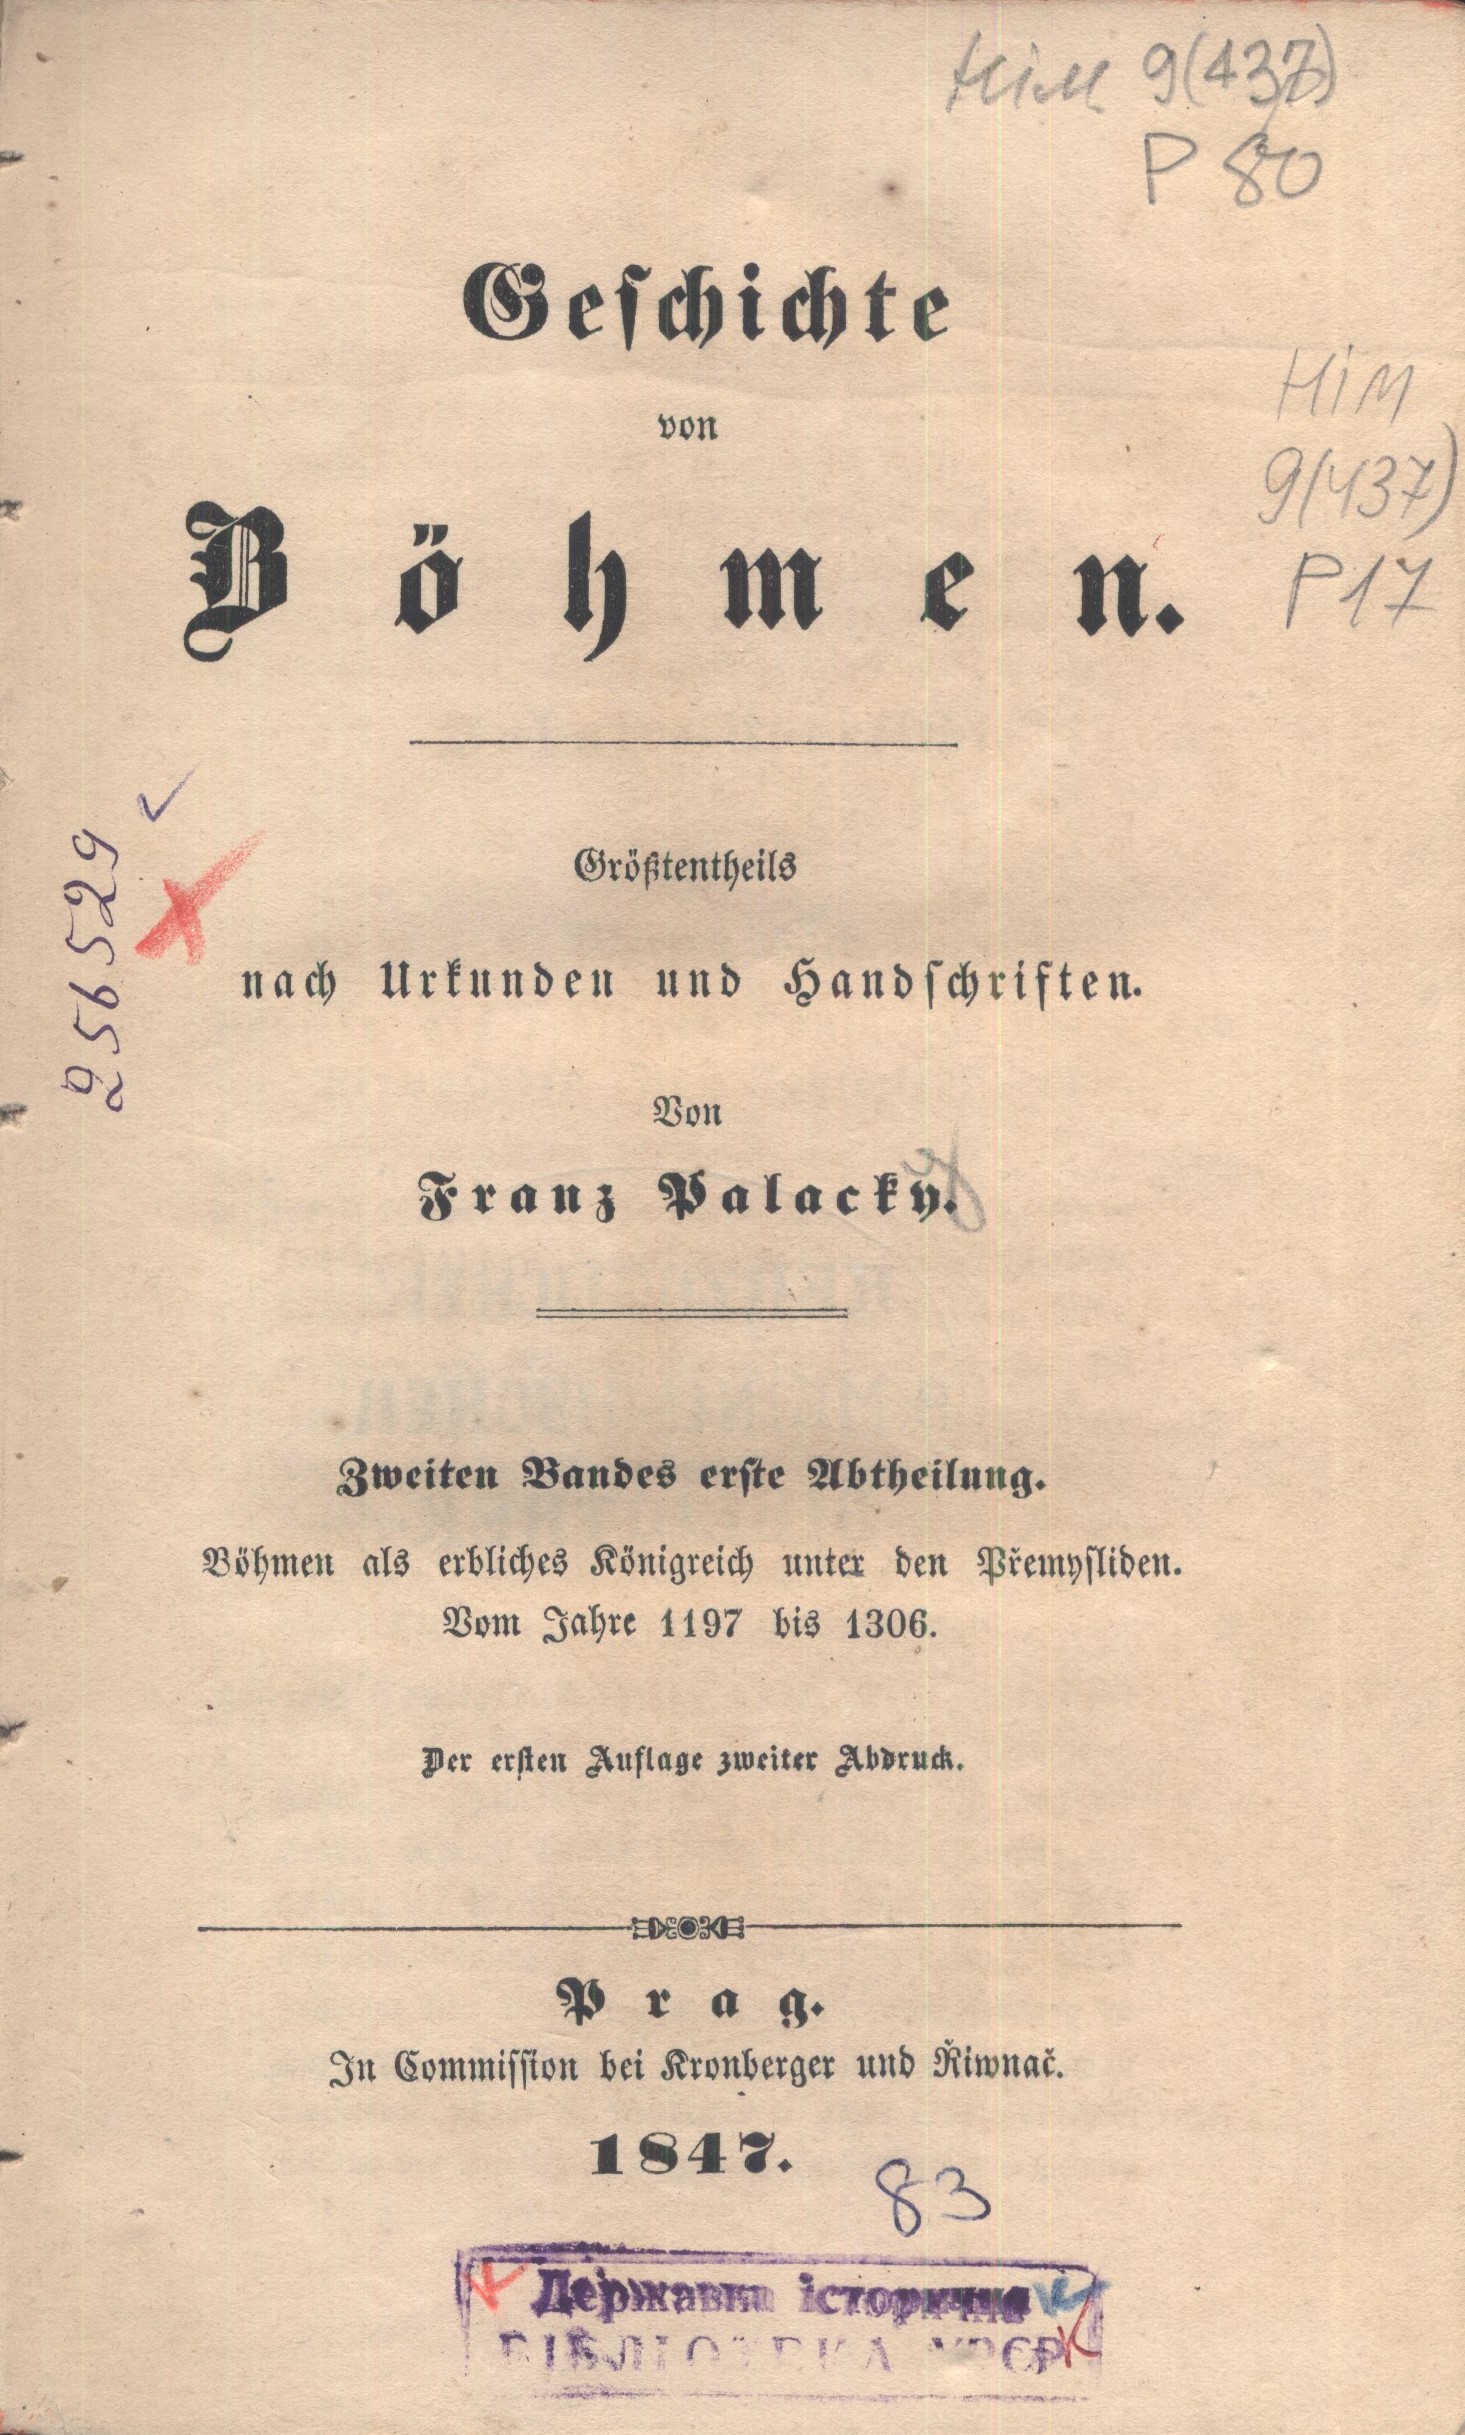 Нім 9(437)
P 80
Geschichte
von
Böhmen.
Нім
9(437)
P17
Größtentheils
nach Urkunden und Handschriften.
256529
Von
Franz Palacky.
Zweiten Bandes erste Abtheilung.
Böhmen als erbliches Königreich unter den Přemysliden.
Vom Jahre 1197 bis 1306.
Der ersten Auflage zweiter Abdruck.
Prag.
In Commission bei Kronberger und Řiwnač.
1847.
83
Державна історична
БІБЛІОТЕКА УРСР